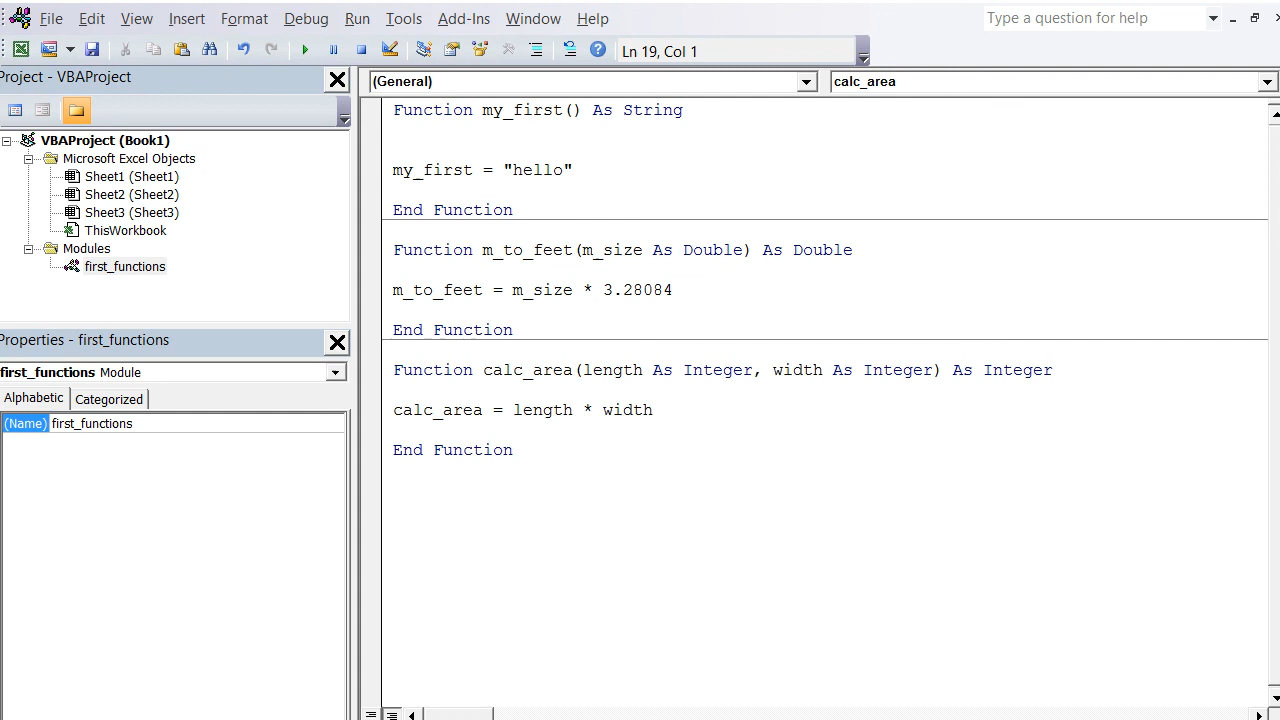 File Edit View Insert Format Debug Run Tools Add-Ins Window Help
Type a question for help
Ln 19, Col 1
Project - VBAProject
VBAProject (Book1)
Microsoft Excel Objects
Sheet1 (Sheet1)
Sheet2 (Sheet2)
Sheet3 (Sheet3)
ThisWorkbook
Modules
first_functions
Properties - first_functions
first_functions Module
Alphabetic Categorized
(Name) first_functions
(General) calc_area
Function my_first() As String
my_first = "hello"
End Function
Function m_to_feet(m_size As Double) As Double
m_to_feet = m_size * 3.28084
End Function
Function calc_area(length As Integer, width As Integer) As Integer
calc_area = length * width
End Function